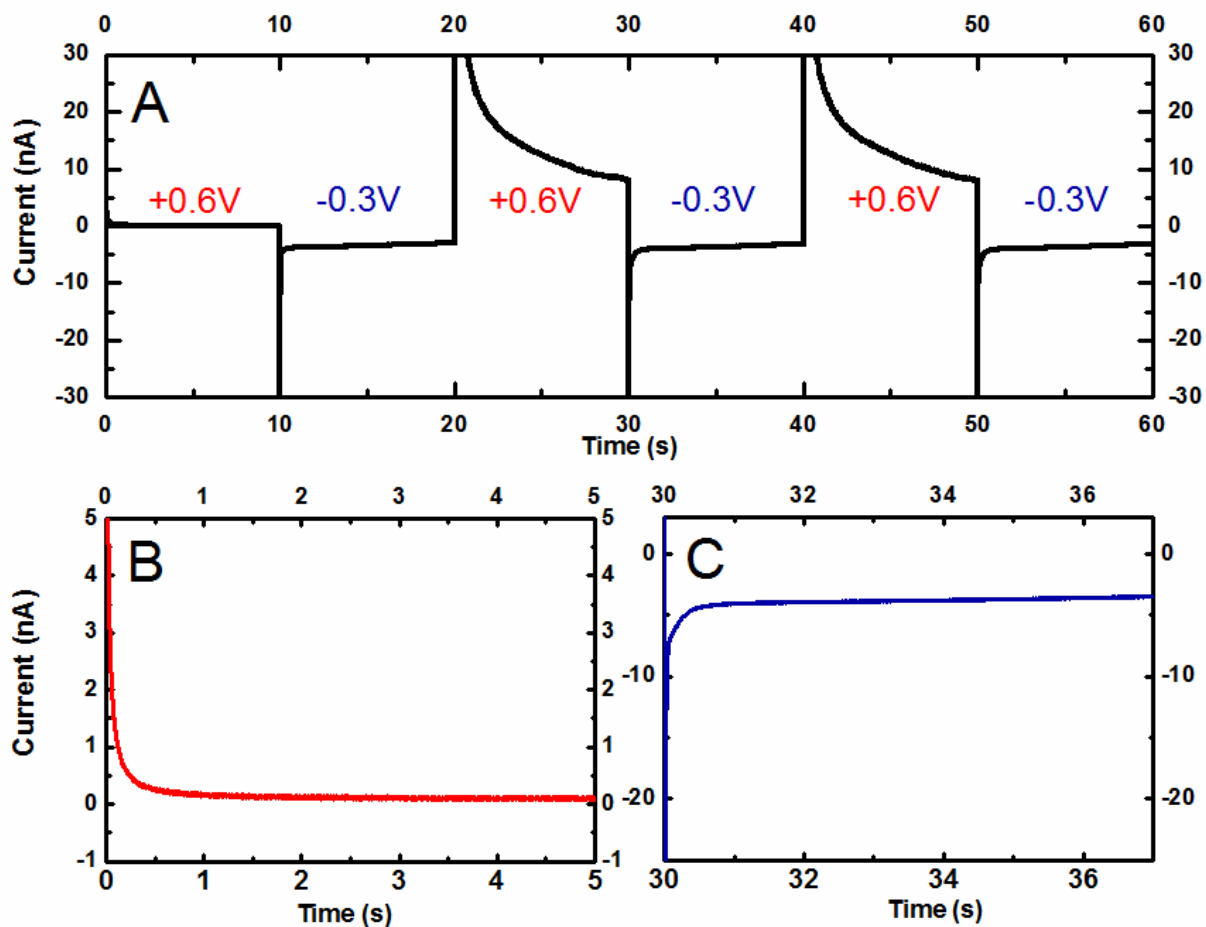 0 10 20 30 40 50 60
30 30
A
20 20
10 10
+0.6V -0.3V +0.6V -0.3V +0.6V -0.3V
0 0
-10 -10
-20 -20
-30 -30
Current (nA)
0 10 20 30 40 50 60
Time (s)
0 1 2 3 4 5
5 5
B
4 4
3 3
2 2
1 1
0 0
-1 -1
Current (nA)
0 1 2 3 4 5
Time (s)
30 32 34 36
C
0 0
-10 -10
-20 -20
30 32 34 36
Time (s)